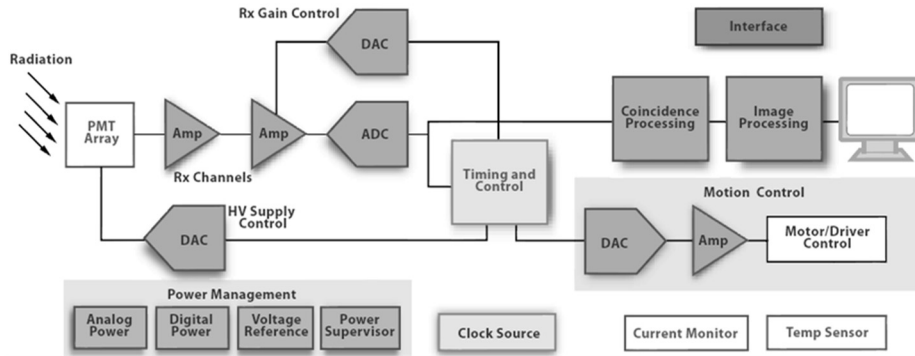 Rx Gain Control
DAC
Interface
Radiation
PMT
Array
Amp
Amp
ADC
Rx Channels
Coincidence
Processing
Image
Processing
Timing and
Control
HV Supply
Control
DAC
Motion Control
DAC
Amp
Motor/Driver
Control
Power Management
Analog
Power
Digital
Power
Voltage
Reference
Power
Supervisor
Clock Source
Current Monitor
Temp Sensor